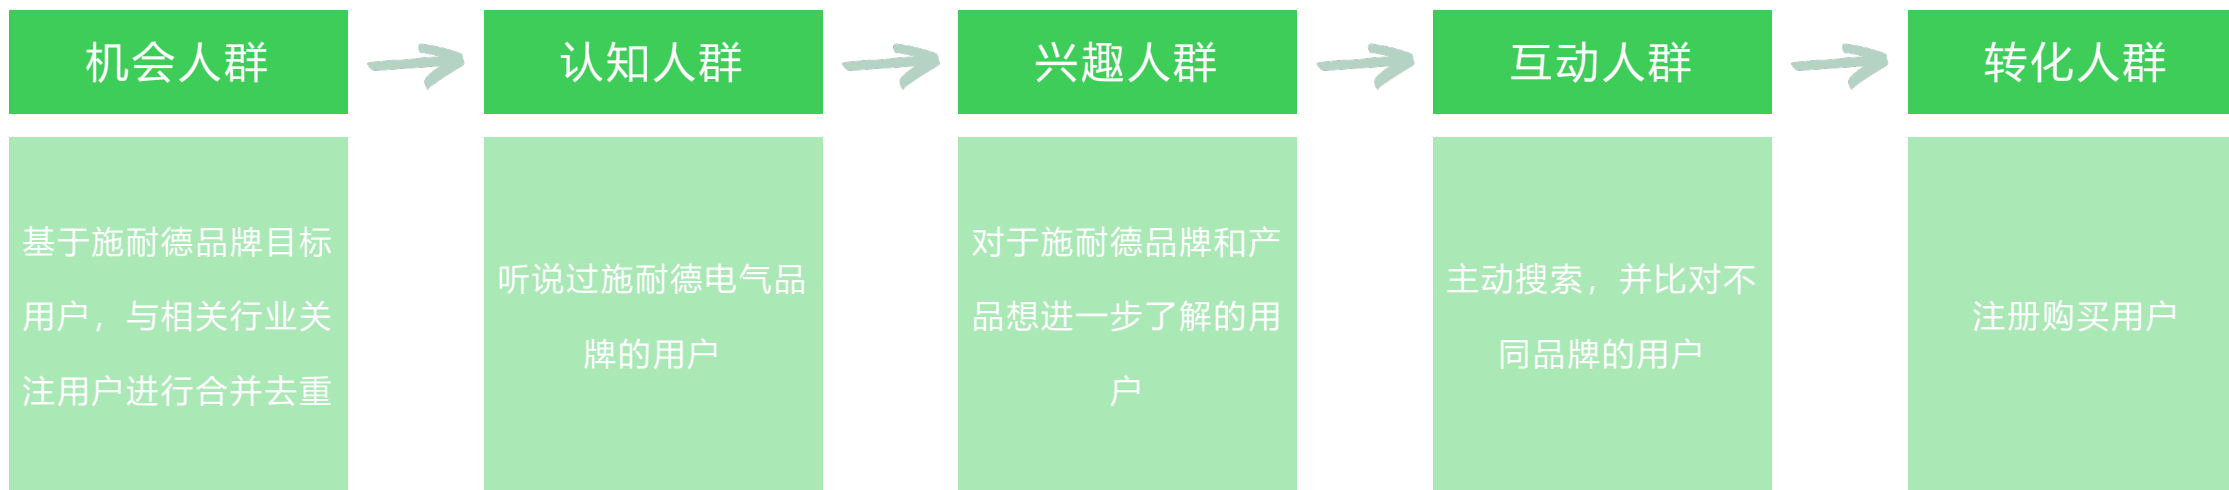 机会人群
认知人群
兴趣人群
互动人群
转化人群
基于施耐德品牌目标
用户，与相关行业关
注用户进行合并去重
听说过施耐德电气品
牌的用户
对于施耐德品牌和产
品想进一步了解的用
户
主动搜索，并比对不
同品牌的用户
注册购买用户